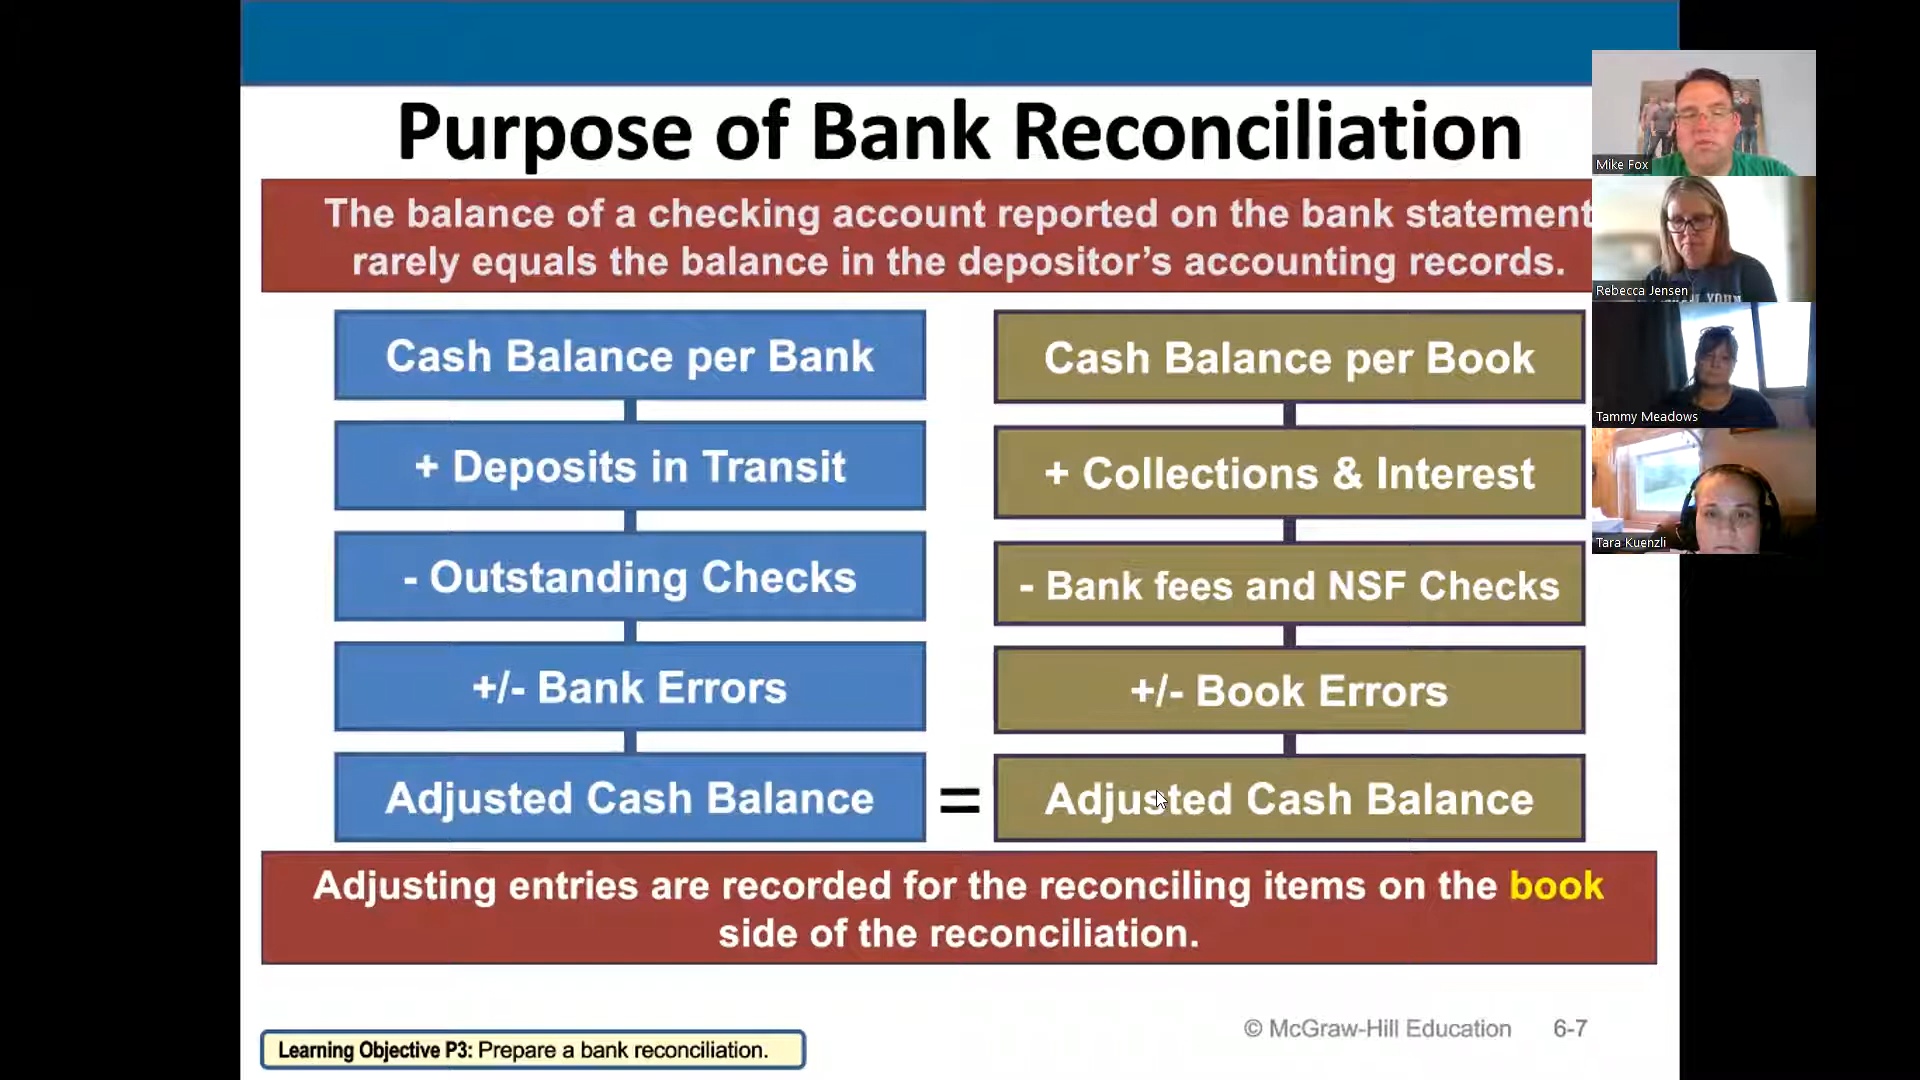 Purpose of Bank Reconciliation
The balance of a checking account reported on the bank statement
rarely equals the balance in the depositor's accounting records.
Cash Balance per Bank
+ Deposits in Transit
- Outstanding Checks
+/- Bank Errors
Adjusted Cash Balance
=
Cash Balance per Book
+ Collections & Interest
- Bank fees and NSF Checks
+/- Book Errors
Adjusted Cash Balance
Adjusting entries are recorded for the reconciling items on the book
side of the reconciliation.
Learning Objective P3: Prepare a bank reconciliation.
© McGraw-Hill Education 6-7
Mike Fox
Rebecca Jensen
Tammy Meadows
Tara Kuenzli